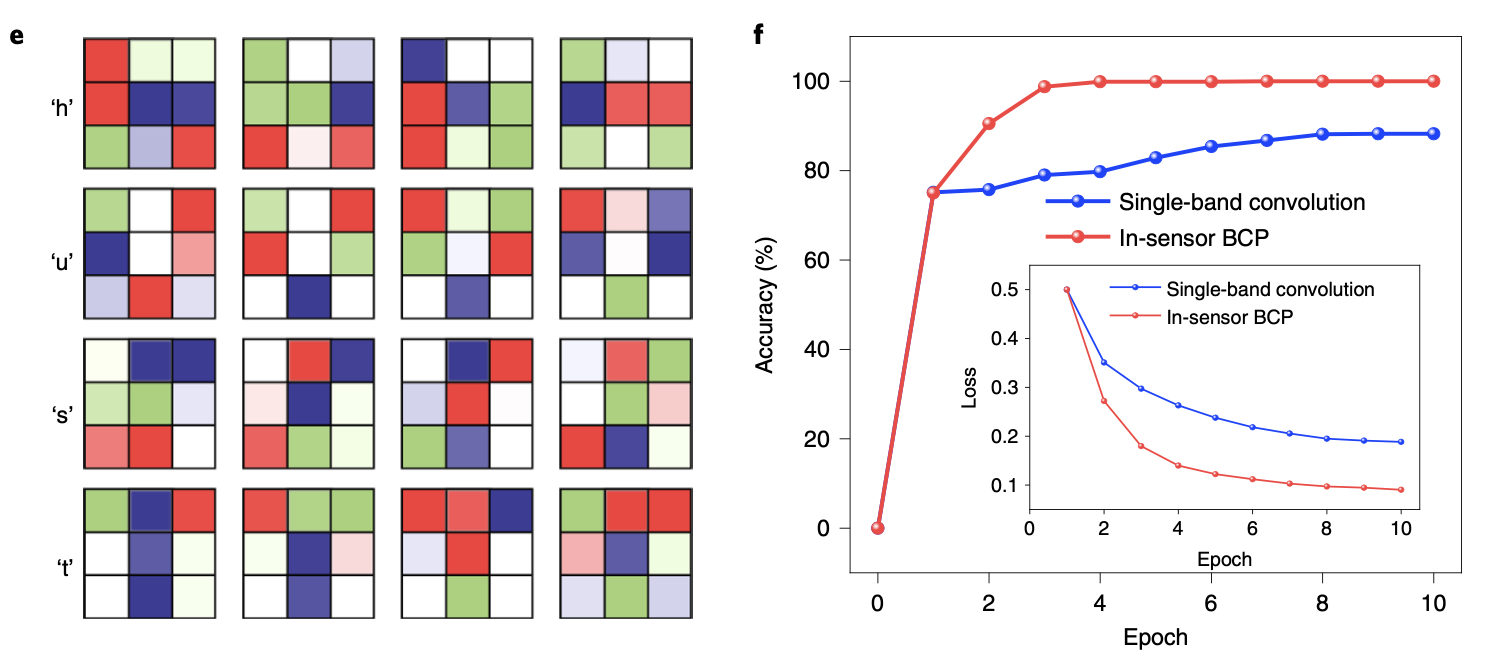 e
‘h’
‘u’
‘s’
‘t’
f
100
80
60
40
20
0
Accuracy (%)
Single-band convolution
In-sensor BCP
0.5
0.4
0.3
0.2
0.1
Loss
Single-band convolution
In-sensor BCP
0 2 4 6 8 10
Epoch
0 2 4 6 8 10
Epoch